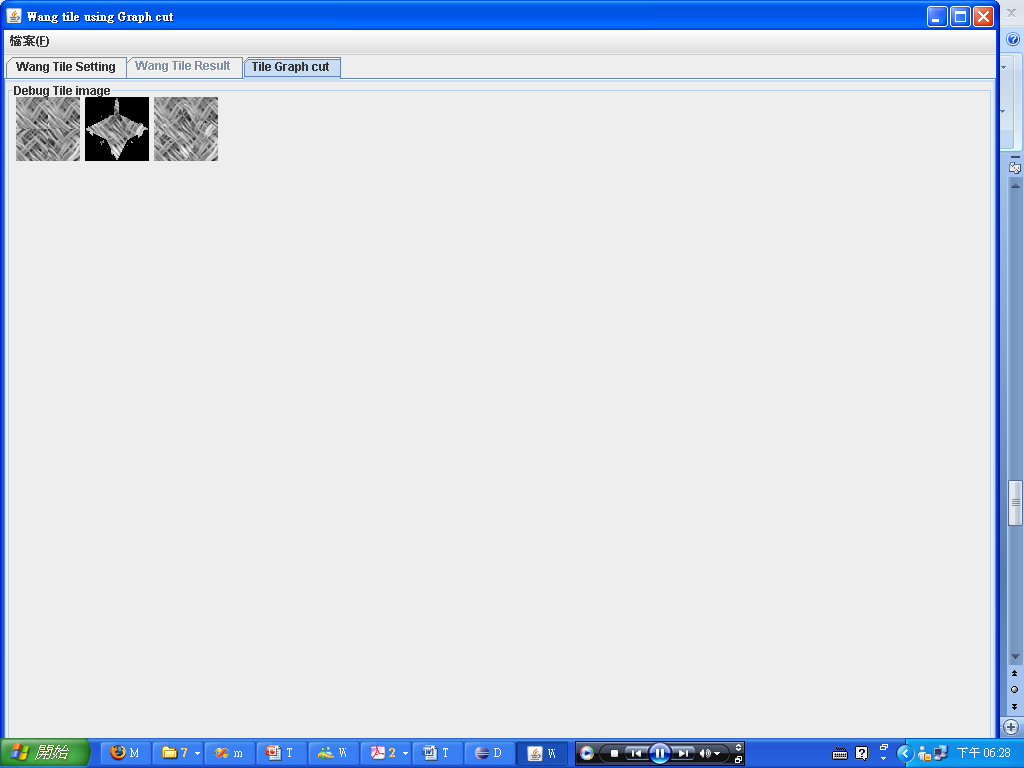 Wang tile using Graph cut
檔案(F)
Wang Tile Setting
Wang Tile Result
Tile Graph cut
Debug Tile image
開始
M
7
m
T
W
2
T
D
W
下午 06:28